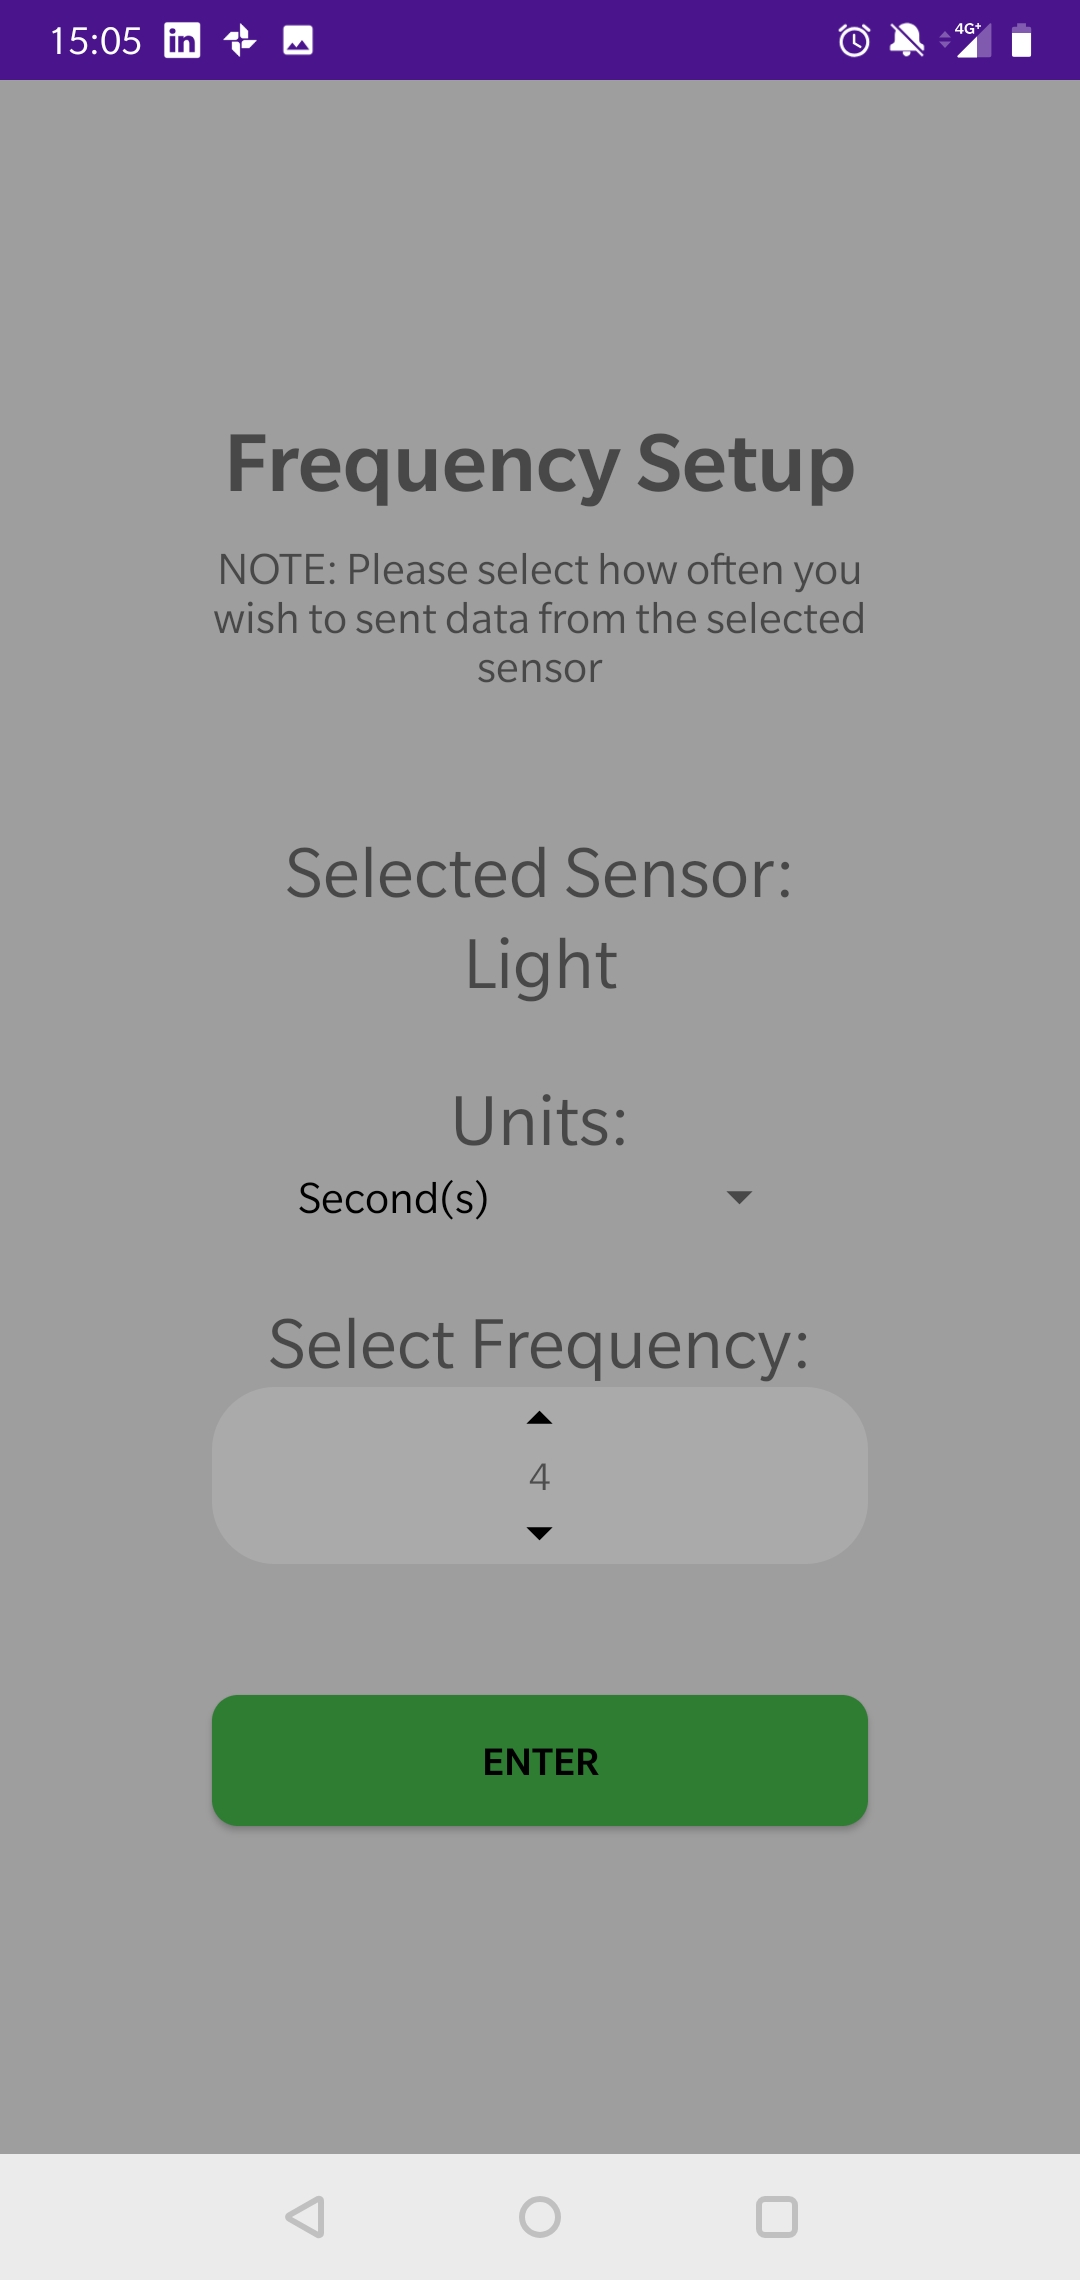 15:05
in
4G+
Frequency Setup
NOTE: Please select how often you
wish to sent data from the selected
sensor
Selected Sensor:
Light
Units:
Second(s)
Select Frequency:
4
ENTER